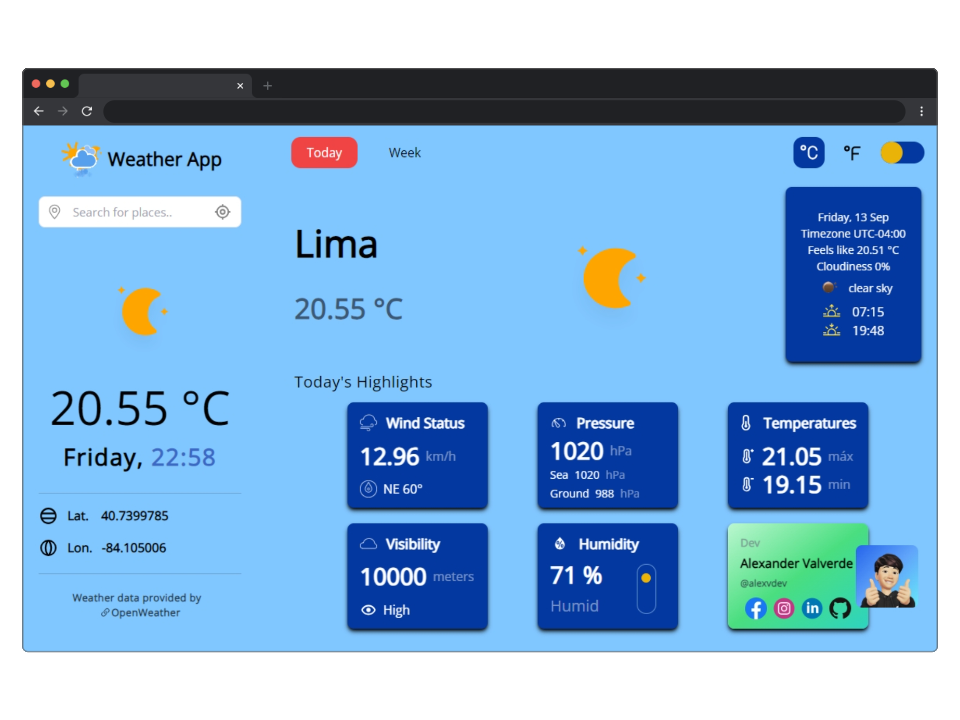 Weather App
Search for places..
20.55 °C
Friday, 22:58
Lat. 40.7399785
Lon. -84.105006
Weather data provided by
OpenWeather
Today Week
°C °F
Lima
20.55 °C
Friday, 13 Sep
Timezone UTC-04:00
Feels like 20.51 °C
Cloudiness 0%
clear sky
07:15
19:48
Today's Highlights
Wind Status
12.96 km/h
NE 60°
Pressure
1020 hPa
Sea 1020 hPa
Ground 988 hPa
Temperatures
21.05 máx
19.15 min
Visibility
10000 meters
High
Humidity
71 %
Humid
Dev
Alexander Valverde
@alexvdev